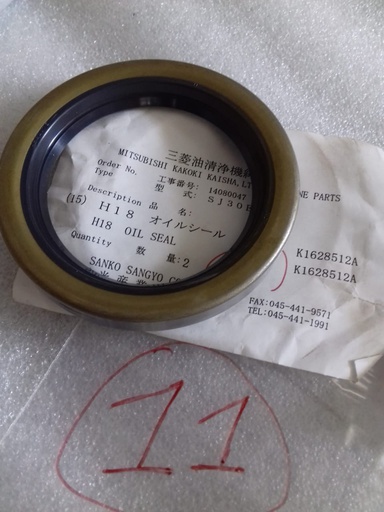 三菱油清浄機
MITSUBISHI KAKOKI KAISHA, LT
Order No. 工事番号: 14080047
Type 型 式: SJ30
Description 品 名:
(15) H18 オイルシール
H18 OIL SEAL
Quantity 数 量: 2
SANKO SANGYO CO
NE PARTS
K1628512A
K1628512A
FAX:045-441-9571
TEL:045-441-1991
11